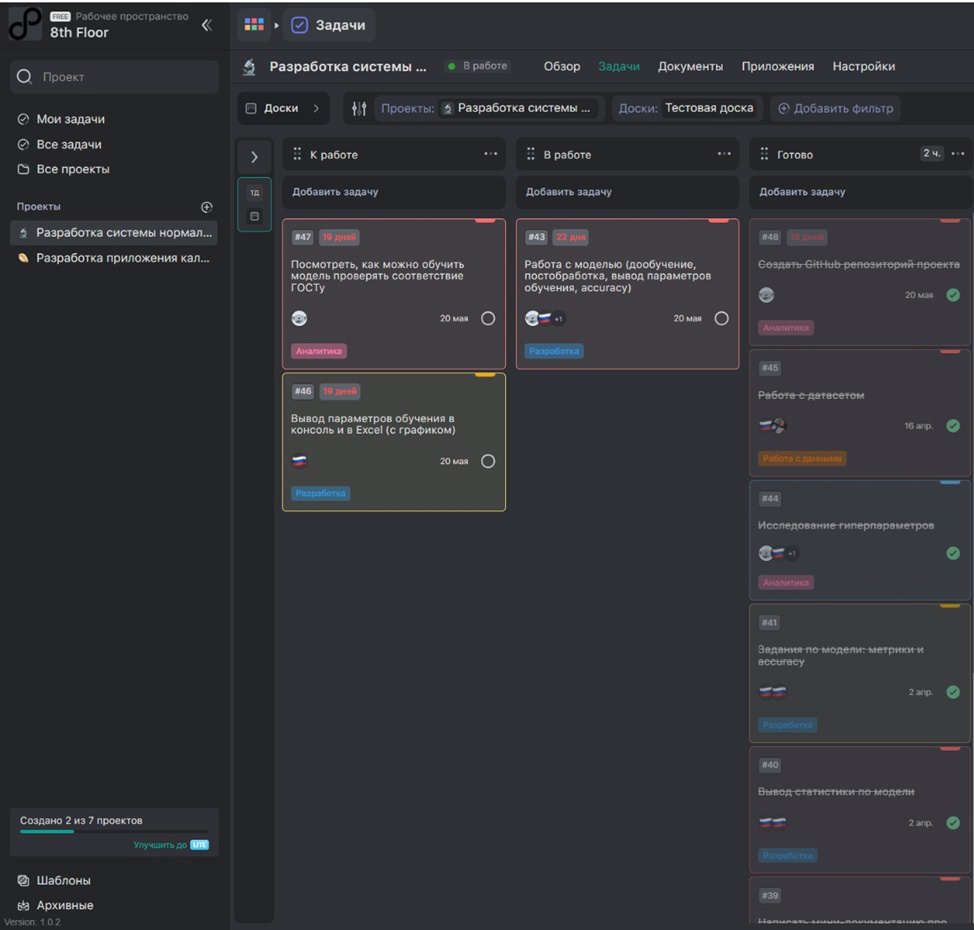 FREE Рабочее пространство
8th Floor
Проект
Мои задачи
Все задачи
Все проекты
Проекты
Разработка системы нормал...
Разработка приложения кал...
Создано 2 из 7 проектов
Улучшить до LITE
Шаблоны
Архивные
Version: 1.0.2
Задачи
Разработка системы ...
В работе
Обзор
Задачи
Документы
Приложения
Настройки
Доски
Проекты: Разработка системы ...
Доски: Тестовая доска
Добавить фильтр
ТД
К работе
Добавить задачу
#47 19 дней
Посмотреть, как можно обучить
модель проверять соответствие
ГОСТу
20 мая
Аналитика
#46 19 дней
Вывод параметров обучения в
консоль и в Excel (с графиком)
20 мая
Разработка
В работе
Добавить задачу
#43 22 дня
Работа с моделью (дообучение,
постобработка, вывод параметров
обучения, accuracy)
+1
20 мая
Разработка
Готово
2 ч.
Добавить задачу
#48 19 дней
Создать GitHub репозиторий проекта
20 мая
Аналитика
#45
Работа с датасетом
16 апр.
Работа с данными
#44
Исследование гиперпараметров
+1
Аналитика
#41
Задания по модели: метрики и
accuracy
2 апр.
Разработка
#40
Вывод статистики по модели
2 апр.
Разработка
#39
Написать мини-документацию про